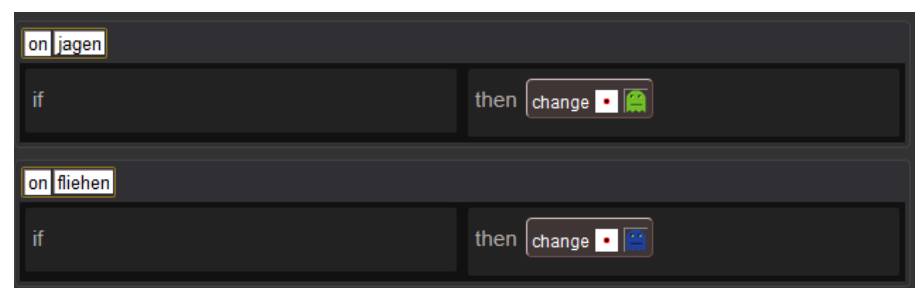 on jagen
if then change
on fliehen
if then change